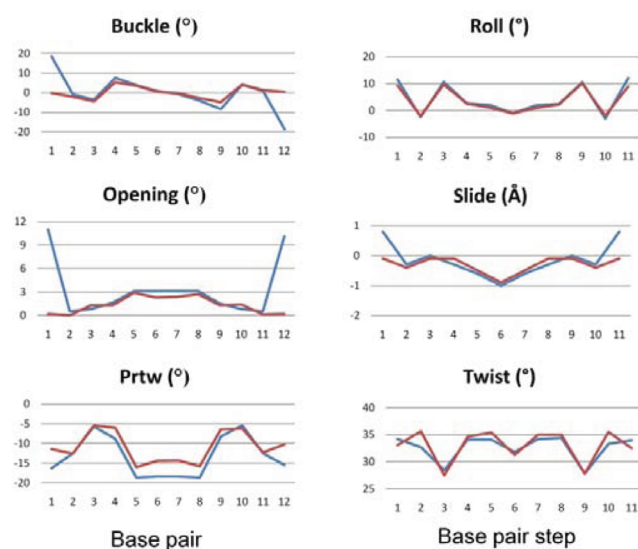 Buckle (°)
20
10
0
-10
-20
1 2 3 4 5 6 7 8 9 10 11 12
Roll (°)
20
10
0
-10
1 2 3 4 5 6 7 8 9 10 11
Opening (°)
12
9
6
3
0
1 2 3 4 5 6 7 8 9 10 11 12
Slide (Å)
1
0
-1
-2
1 2 3 4 5 6 7 8 9 10 11
Prtw (°)
0
-5
-10
-15
-20
1 2 3 4 5 6 7 8 9 10 11 12
Base pair
Twist (°)
40
35
30
25
1 2 3 4 5 6 7 8 9 10 11
Base pair step